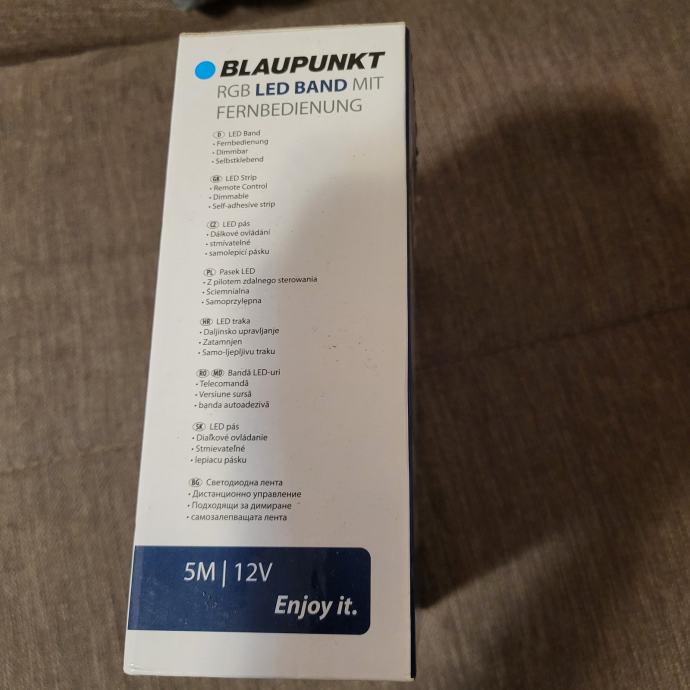 BLAUPUNKT
RGB LED BAND MIT
FERNBEDIENUNG
D LED Band
• Fernbedienung
• Dimmbar
• Selbstklebend
GB LED Strip
• Remote Control
• Dimmable
• Self-adhesive strip
CZ LED pás
• Dálkové ovládání
• stmívatelné
• samolepicí pásku
PL Pasek LED
• Z pilotem zdalnego sterowania
• Ściemnialna
• Samoprzylepna
HR LED traka
• Daljinsko upravljanje
• Zatamnjen
• Samo-ljepljivu traku
RO MD Bandă LED-uri
• Telecomandă
• Versiune sursă
• banda autoadezivă
SK LED pás
• Diaľkové ovládanie
• Stmievateľné
• lepiacu pásku
BG Светодиодна лента
• Дистанционно управление
• Подходящи за димиране
• самозалепващата лента
5M | 12V
Enjoy it.